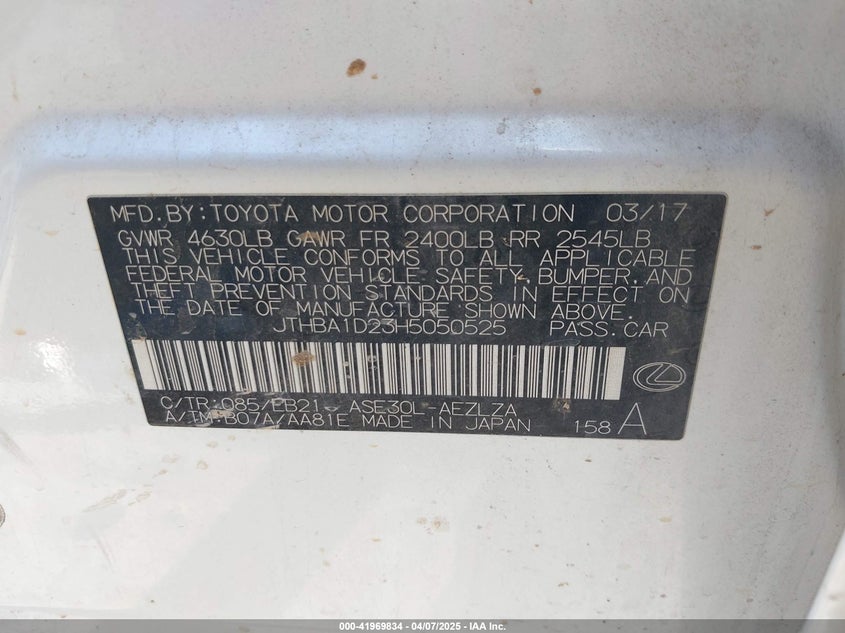 MFD.BY:TOYOTA MOTOR CORPORATION 03/17
GVWR 4630LB GAWR FR 2400LB RR 2545LB
THIS VEHICLE CONFORMS TO ALL APPLICABLE
FEDERAL MOTOR VEHICLE SAFETY, BUMPER, AND
THEFT PREVENTION STANDARDS IN EFFECT ON
THE DATE OF MANUFACTURE SHOWN ABOVE.
JTHBA1D23H5050525 PASS.CAR
C/TR:085/EB21 ASE30L-AEZLZA
A/TM:B07A/AA81E MADE IN JAPAN 158 A
000-41969834 - 04/07/2025 - IAA Inc.